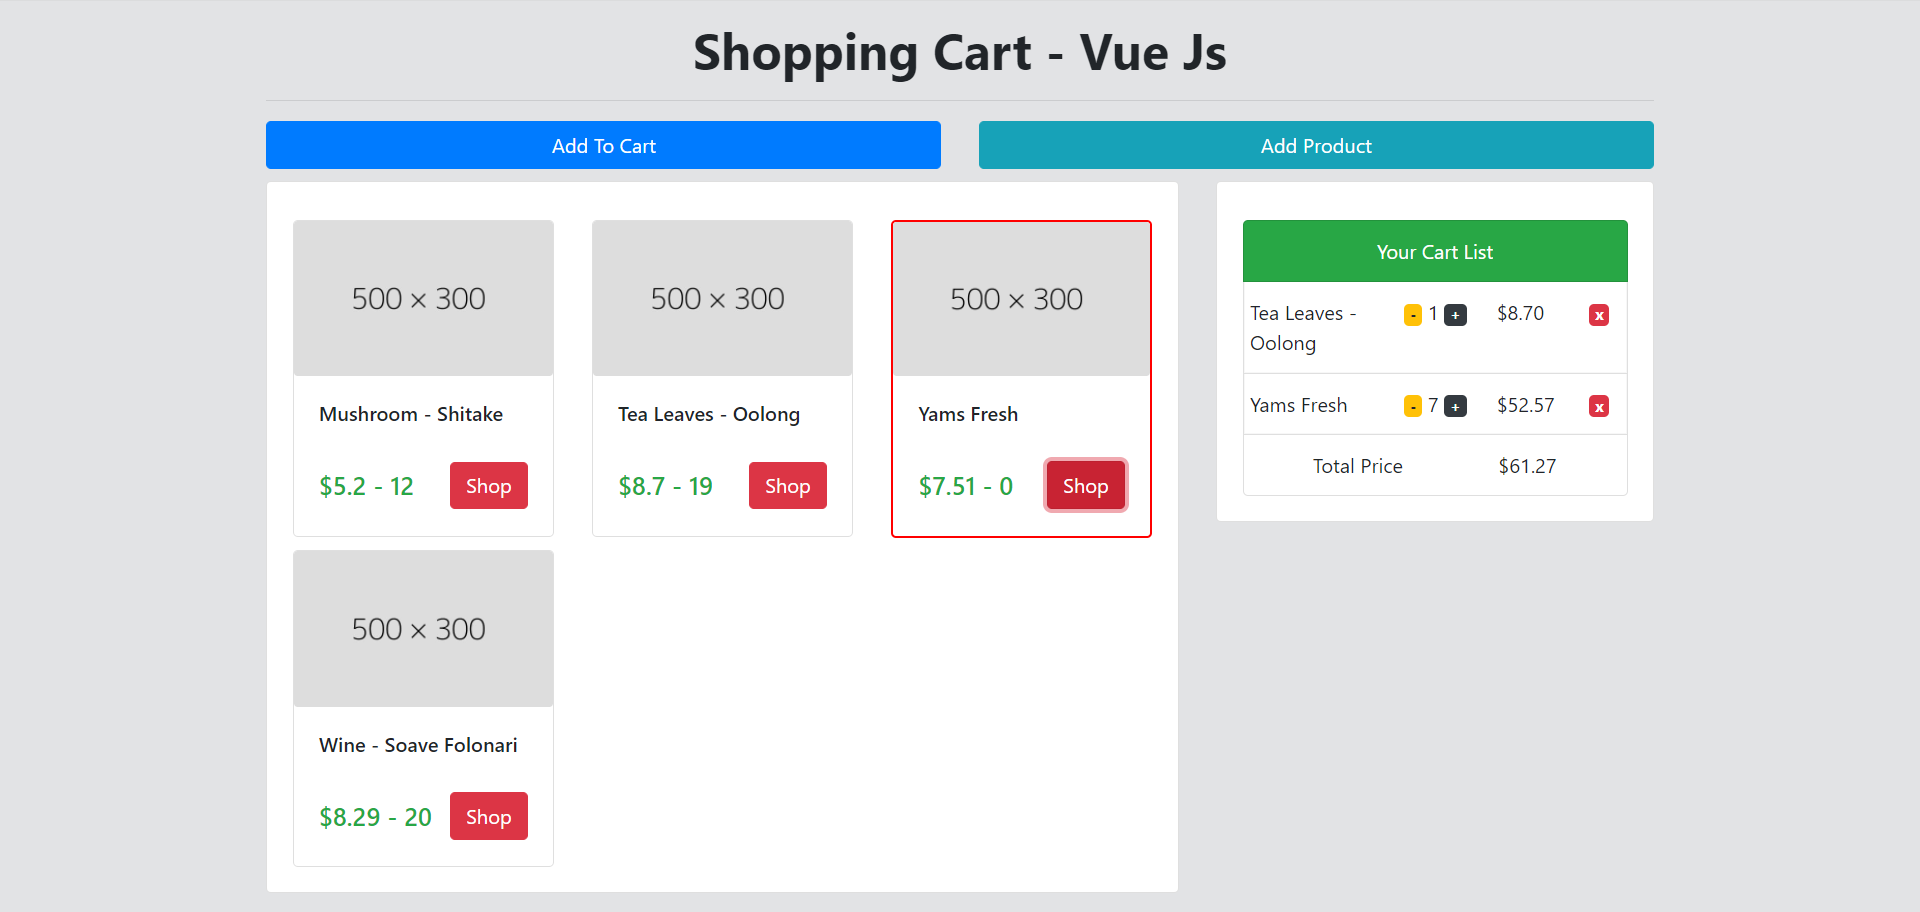 Shopping Cart - Vue Js
Add To Cart
Add Product
500 × 300
Mushroom - Shitake
$5.2 - 12
Shop
500 × 300
Tea Leaves - Oolong
$8.7 - 19
Shop
500 × 300
Yams Fresh
$7.51 - 0
Shop
500 × 300
Wine - Soave Folonari
$8.29 - 20
Shop
Your Cart List
Tea Leaves - - 1 + $8.70 x
Oolong
Yams Fresh - 7 + $52.57 x
Total Price $61.27